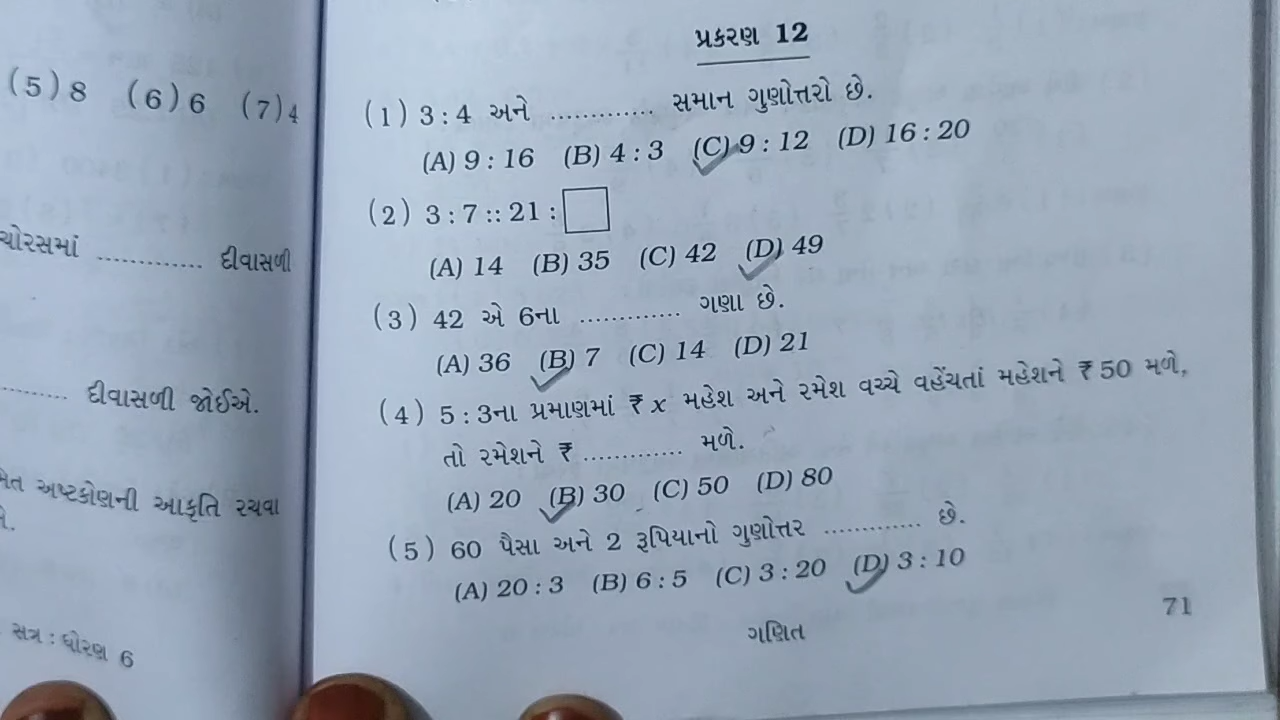 (5) 8 (6) 6 (7) 4
ચોરસમાં ............. દીવાસળી
......... દીવાસળી જોઈએ.
અષ્ટકોણની આકૃતિ રચવા
સત્ર : ધોરણ 6
પ્રકરણ 12
(1) 3 : 4 અને ............. સમાન ગુણોત્તરો છે.
(A) 9 : 16 (B) 4 : 3 (C) 9 : 12 (D) 16 : 20
(2) 3 : 7 :: 21 : □
(A) 14 (B) 35 (C) 42 (D) 49
(3) 42 એ 6ના ............. ગણા છે.
(A) 36 (B) 7 (C) 14 (D) 21
(4) 5 : 3ના પ્રમાણમાં ₹ x મહેશ અને રમેશ વચ્ચે વહેંચતાં મહેશને ₹ 50 મળે,
તો રમેશને ₹ ............. મળે.
(A) 20 (B) 30 (C) 50 (D) 80
(5) 60 પૈસા અને 2 રૂપિયાનો ગુણોત્તર ............. છે.
(A) 20 : 3 (B) 6 : 5 (C) 3 : 20 (D) 3 : 10
71
ગણિત